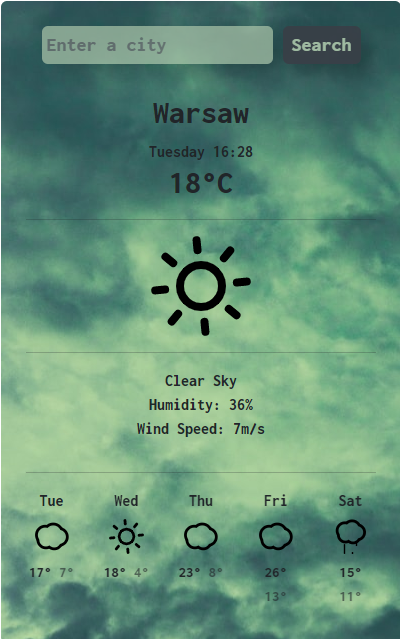 Enter a city Search
Warsaw
Tuesday 16:28
18°C
Clear Sky
Humidity: 36%
Wind Speed: 7m/s
Tue Wed Thu Fri Sat
17° 7° 18° 4° 23° 8° 26° 15°
13° 11°